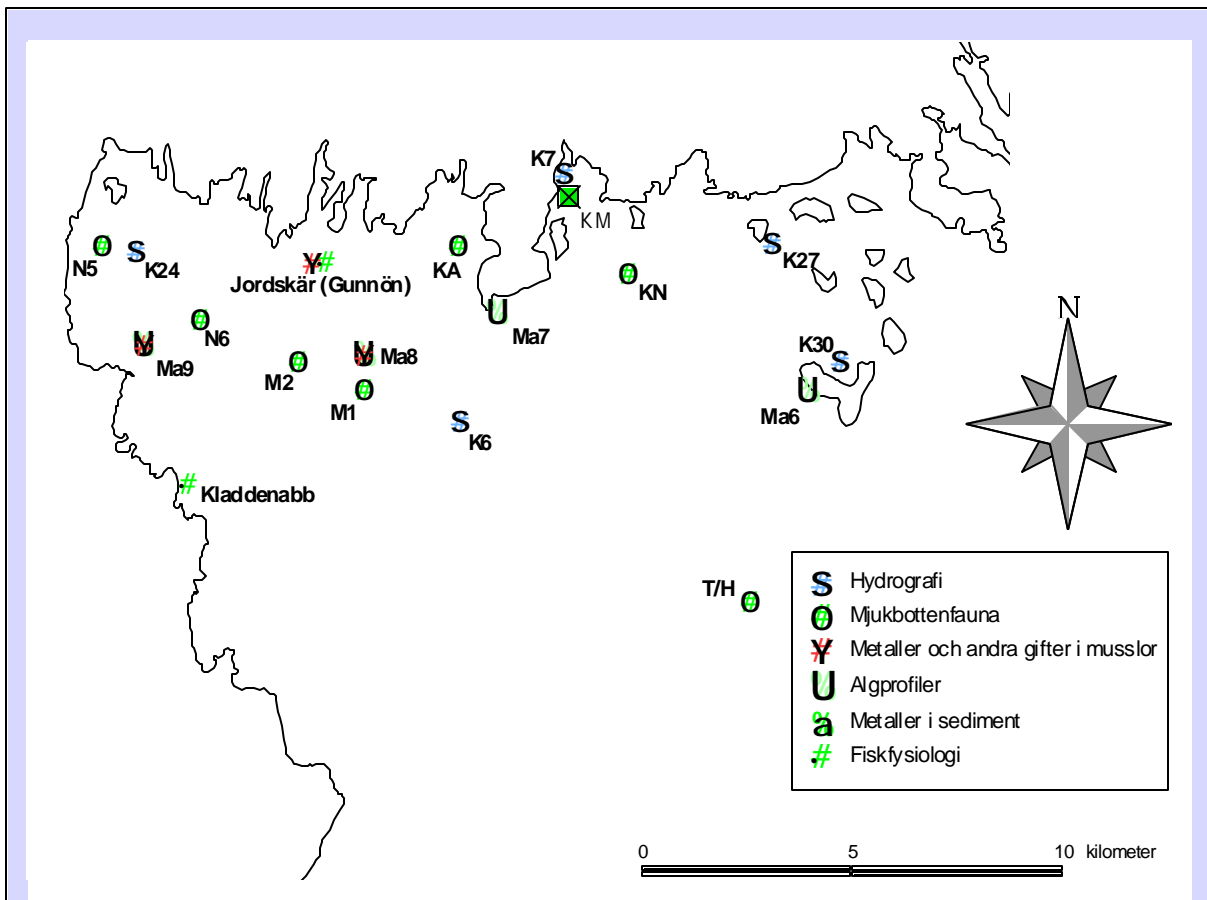 K7
KM
N5
K24
KA
K27
Jordskär (Gunnön)
KN
N6
Ma7
Ma9
Ma8
M2
M1
K30
Ma6
K6
N
Kladdenabb
T/H
S Hydrografi
O Mjukbottenfauna
Y Metaller och andra gifter i musslor
U Algprofiler
a Metaller i sediment
# Fiskfysiologi
0 5 10 kilometer